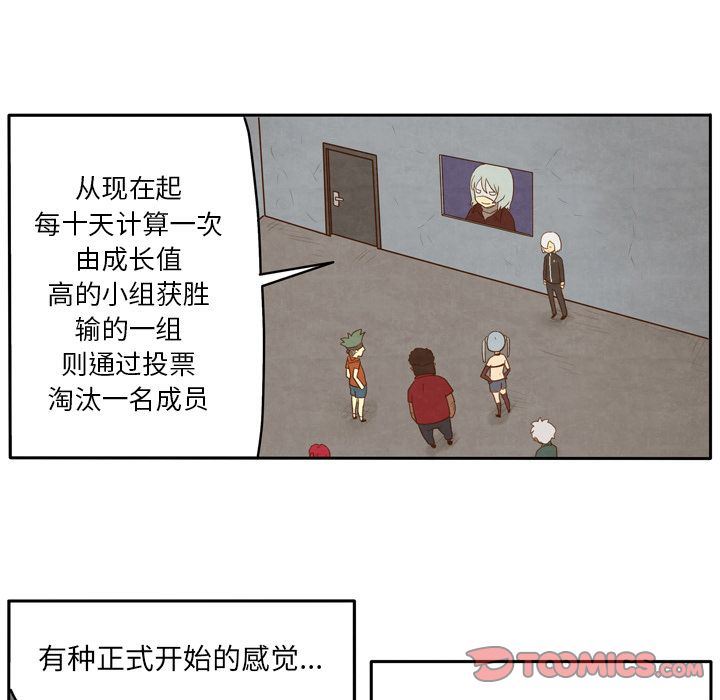 从现在起
每十天计算一次
由成长值
高的小组获胜
输的一组
则通过投票
淘汰一名成员
有种正式开始的感觉...
DTCOMICS.COM